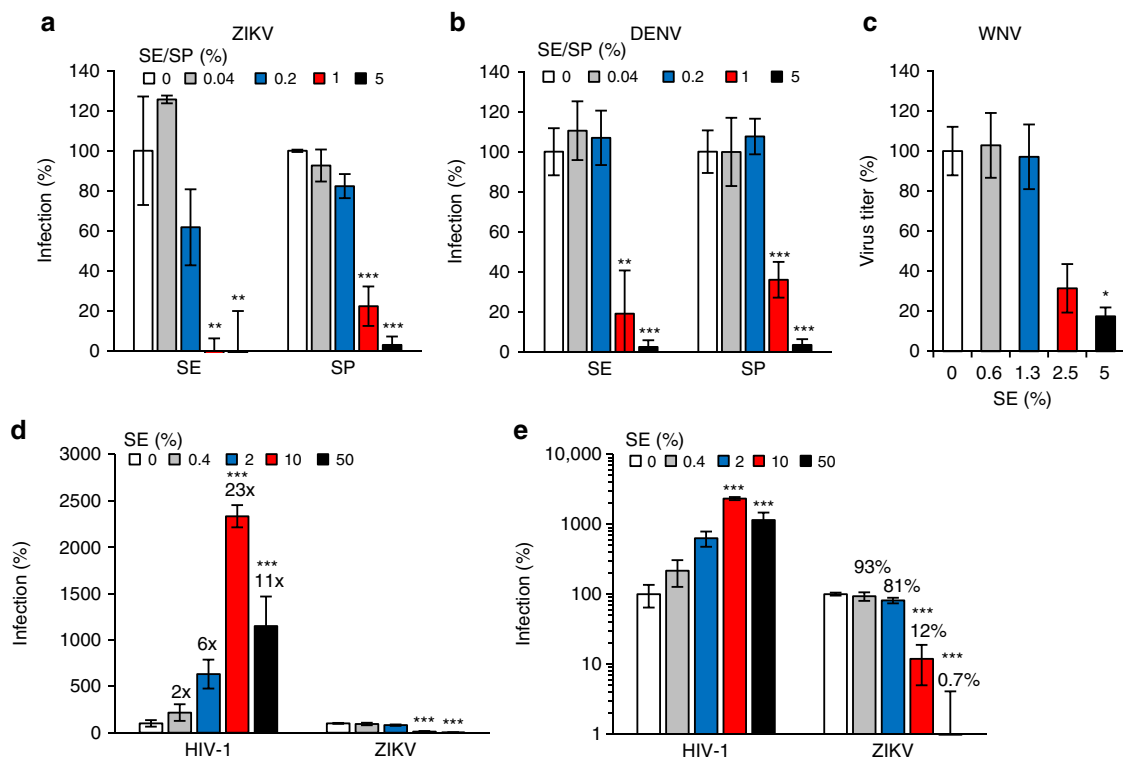 a
ZIKV
SE/SP (%)
0 0.04 0.2 1 5
140
120
100
80
60
40
20
0
Infection (%)
**
**
***
***
SE SP
b
DENV
SE/SP (%)
0 0.04 0.2 1 5
140
120
100
80
60
40
20
0
Infection (%)
**
***
***
***
SE SP
c
WNV
140
120
100
80
60
40
20
0
Virus titer (%)
*
0 0.6 1.3 2.5 5
SE (%)
d
SE (%)
0 0.4 2 10 50
3000
2500
2000
1500
1000
500
0
Infection (%)
2x
6x
***
23x
***
11x
***
***
HIV-1 ZIKV
e
SE (%)
0 0.4 2 10 50
10,000
1000
100
10
1
Infection (%)
***
***
93%
81%
***
12%
***
0.7%
HIV-1 ZIKV